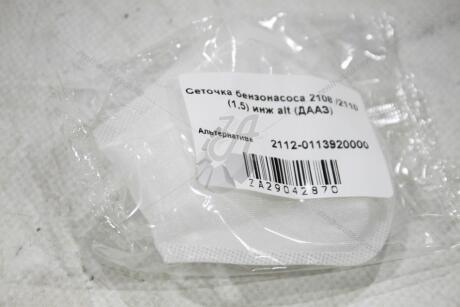 Сеточка бензонасоса 2108 /2110
(1,5) инж alt (ДААЗ)
Альтернатива
2112-0113920000
ZA29042870